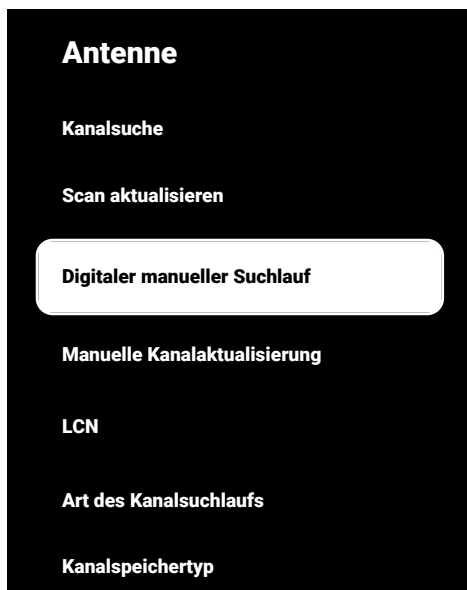 Antenne
Kanalsuche
Scan aktualisieren
Digitaler manueller Suchlauf
Manuelle Kanalaktualisierung
LCN
Art des Kanalsuchlaufs
Kanalspeichertyp